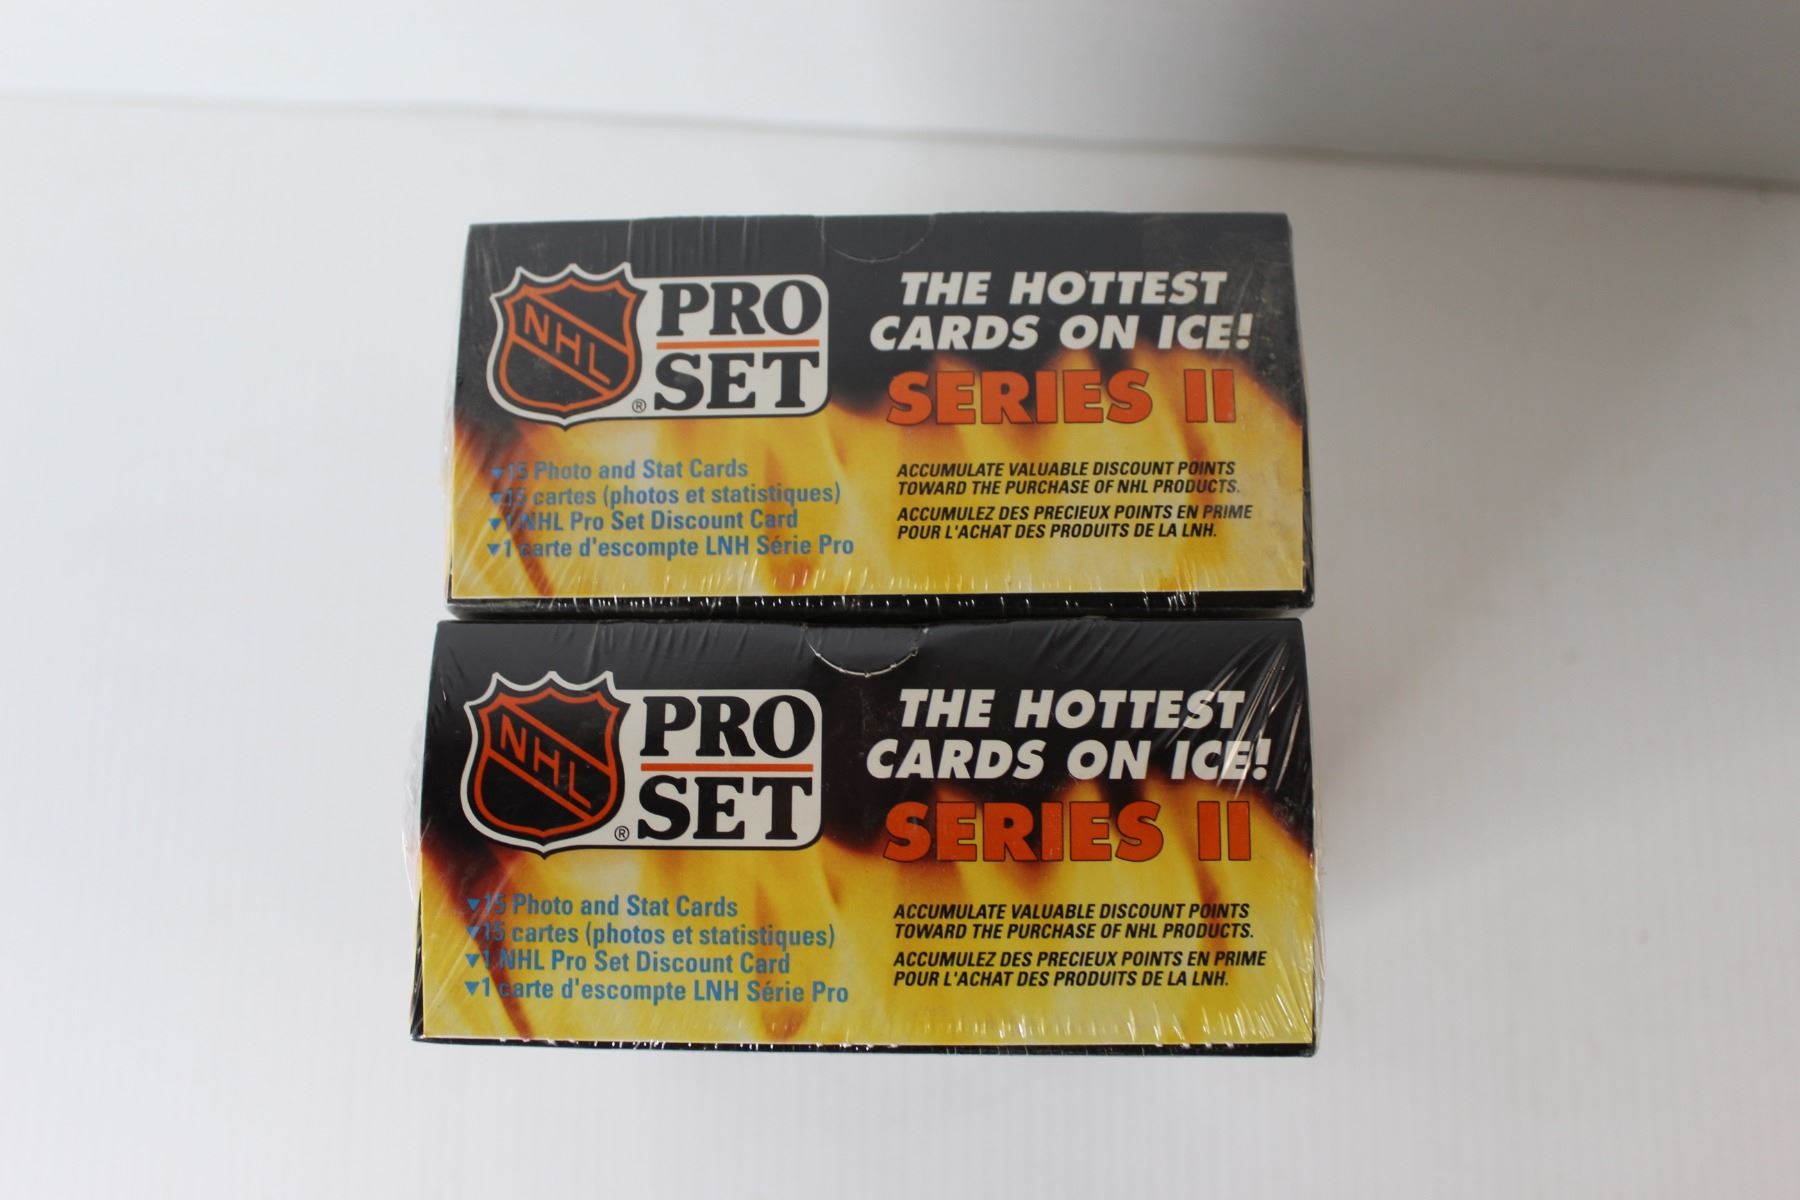 NHL
PRO
SET
®
THE HOTTEST
CARDS ON ICE!
SERIES II
▼15 Photo and Stat Cards
▼15 cartes (photos et statistiques)
▼1 NHL Pro Set Discount Card
▼1 carte d'escompte LNH Série Pro
ACCUMULATE VALUABLE DISCOUNT POINTS
TOWARD THE PURCHASE OF NHL PRODUCTS.
ACCUMULEZ DES PRECIEUX POINTS EN PRIME
POUR L'ACHAT DES PRODUITS DE LA LNH.
NHL
PRO
SET
®
THE HOTTEST
CARDS ON ICE!
SERIES II
▼15 Photo and Stat Cards
▼15 cartes (photos et statistiques)
▼1 NHL Pro Set Discount Card
▼1 carte d'escompte LNH Série Pro
ACCUMULATE VALUABLE DISCOUNT POINTS
TOWARD THE PURCHASE OF NHL PRODUCTS.
ACCUMULEZ DES PRECIEUX POINTS EN PRIME
POUR L'ACHAT DES PRODUITS DE LA LNH.